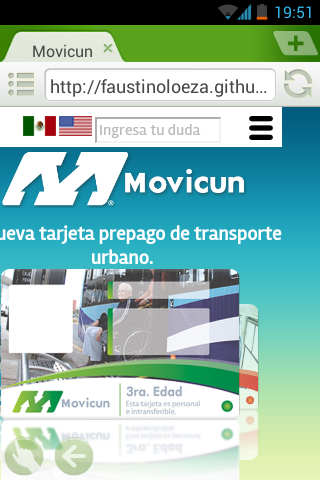 19:51
Movicun
http://faustinoloeza.githu...
Ingresa tu duda
Movicun
ueva tarjeta prepago de transporte
urbano.
Movicun
3ra. Edad
Esta tarjeta es personal
e intransferible.